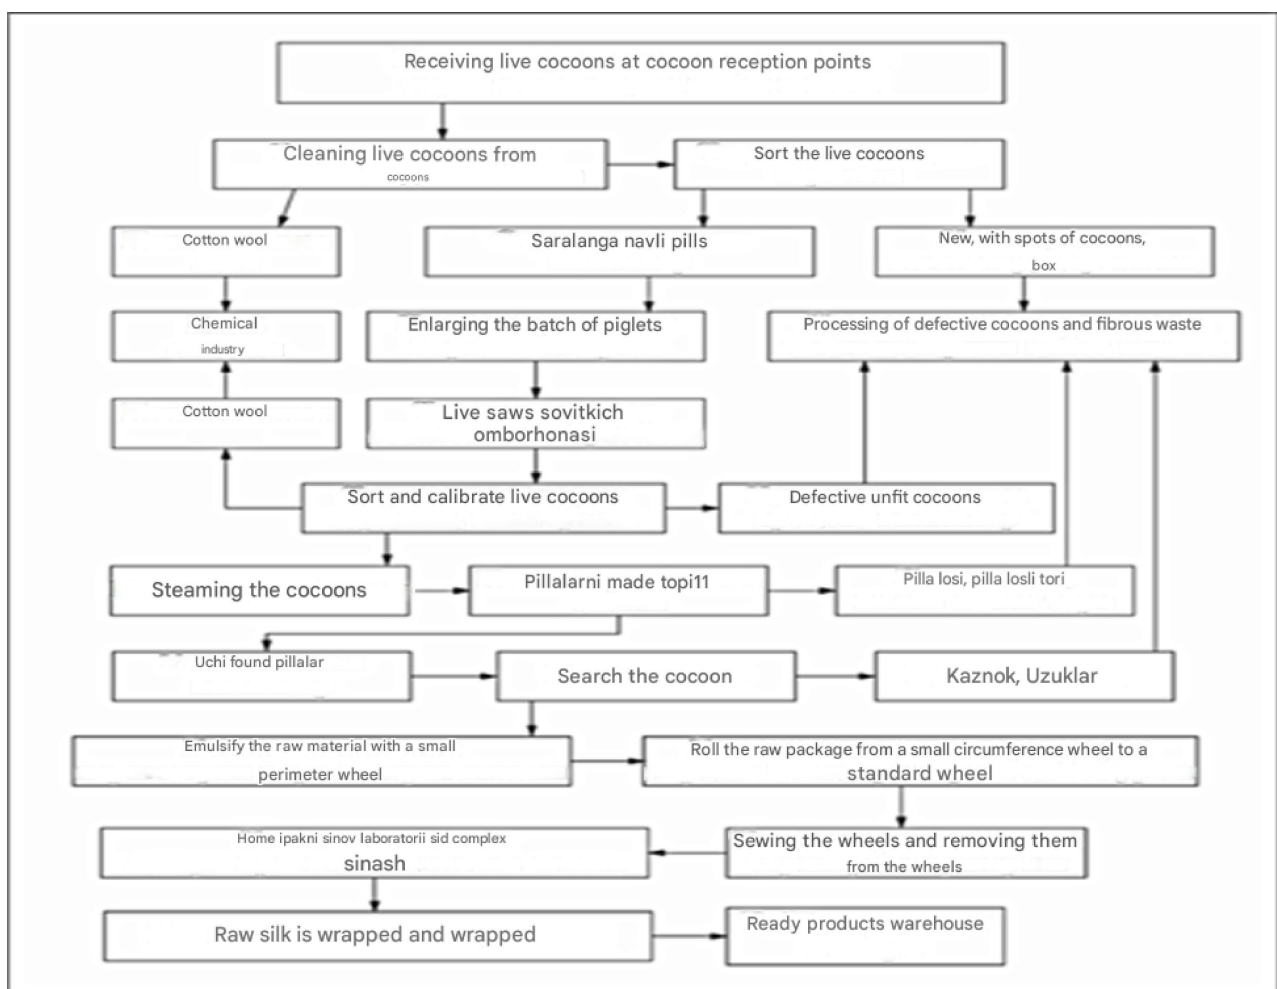 Receiving live cocoons at cocoon reception points
Cleaning live cocoons from
cocoons
Sort the live cocoons
Cotton wool
Saralanga navli pills
New, with spots of cocoons,
box
Chemical
industry
Enlarging the batch of piglets
Processing of defective cocoons and fibrous waste
Cotton wool
Live saws sovitkich
omborhonasi
Sort and calibrate live cocoons
Defective unfit cocoons
Steaming the cocoons
Pillalarni made topi11
Pilla losi, pilla losli tori
Uchi found pillalar
Search the cocoon
Kaznok, Uzuklar
Emulsify the raw material with a small
perimeter wheel
Roll the raw package from a small circumference wheel to a
standard wheel
Home ipakni sinov laboratorii sid complex
sinash
Sewing the wheels and removing them
from the wheels
Raw silk is wrapped and wrapped
Ready products warehouse